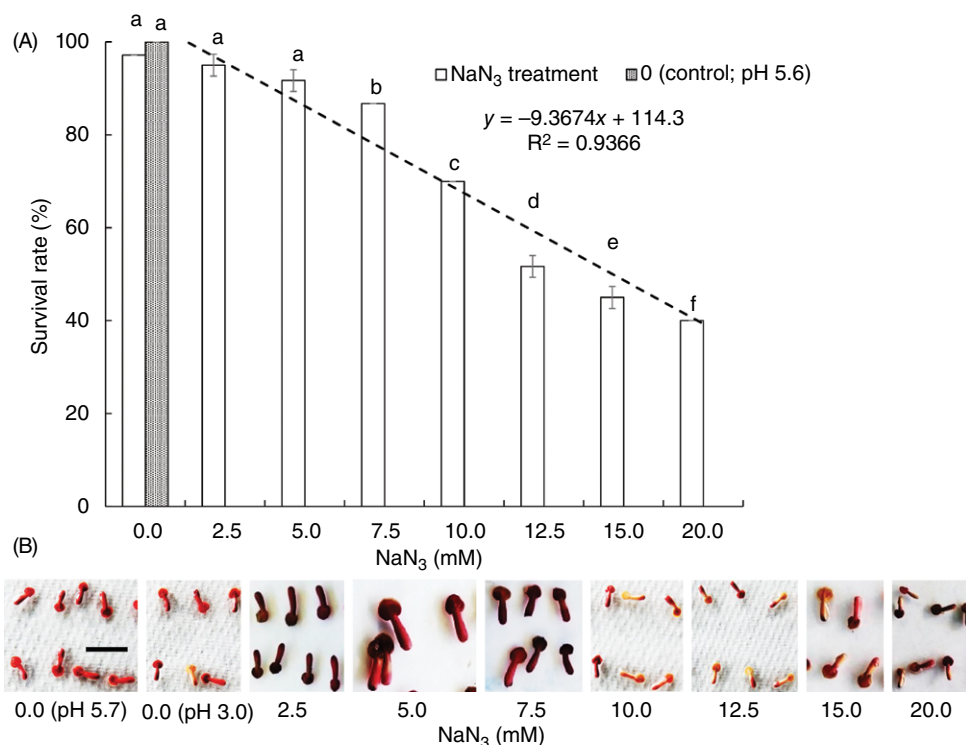 (A)
a a a a b c d e f
NaN₃ treatment 0 (control; pH 5.6)
y = –9.3674x + 114.3
R² = 0.9366
Survival rate (%)
100
80
60
40
20
0
0.0 2.5 5.0 7.5 10.0 12.5 15.0 20.0
NaN₃ (mM)
(B)
0.0 (pH 5.7) 0.0 (pH 3.0) 2.5 5.0 7.5 10.0 12.5 15.0 20.0
NaN₃ (mM)